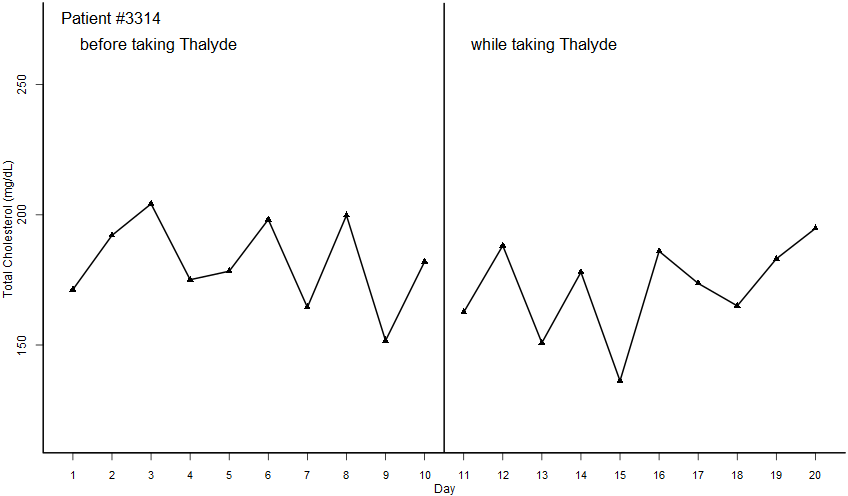 Patient #3314
before taking Thalyde
while taking Thalyde
Total Cholesterol (mg/dL)
250
200
150
1 2 3 4 5 6 7 8 9 10 11 12 13 14 15 16 17 18 19 20
Day